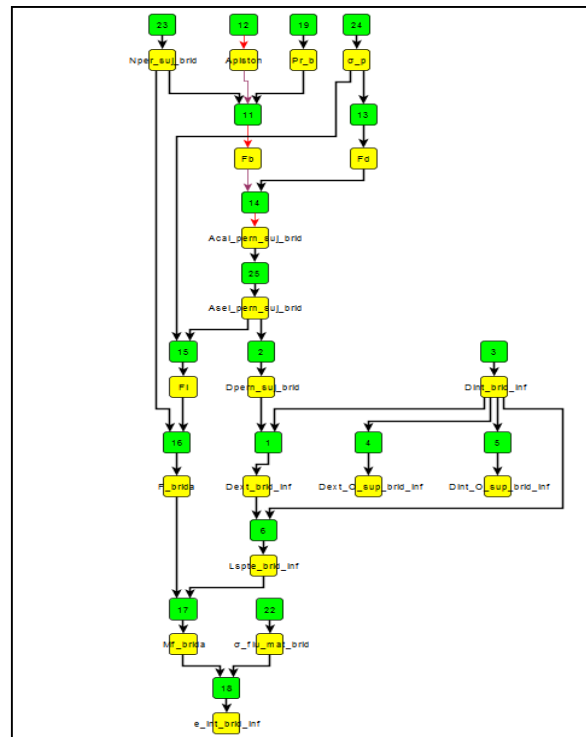 23 12 19 24
Nper_suj_brid Apiston Pr_b σ_p
11 13
Fb Fd
14
Acal_pern_suj_brid
25
Asel_pern_suj_brid
15 2 3
Fl Dpern_suj_brid Dint_brid_inf
16 1 4 5
F_brida Dext_brid_inf Dext_O_sup_brid_inf Dint_O_sup_brid_inf
6
Lspte_brid_inf
17 22
Mf_brida σ_flu_mat_brid
18
e_int_brid_inf